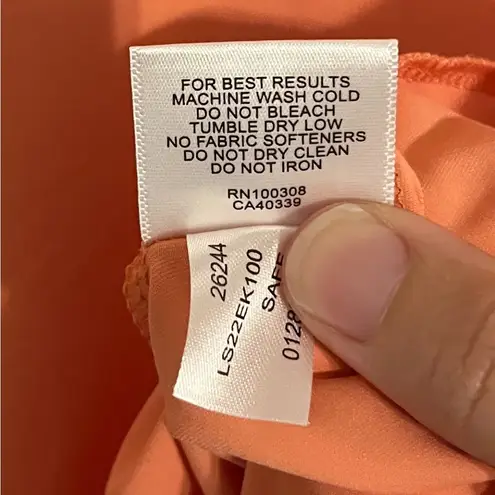 FOR BEST RESULTS
MACHINE WASH COLD
DO NOT BLEACH
TUMBLE DRY LOW
NO FABRIC SOFTENERS
DO NOT DRY CLEAN
DO NOT IRON
RN100308
CA40339
26244
LS22EK100